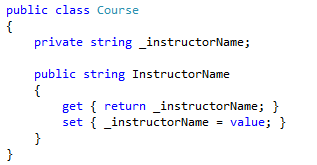 public class Course
{
    private string _instructorName;

    public string InstructorName
    {
        get { return _instructorName; }
        set { _instructorName = value; }
    }
}